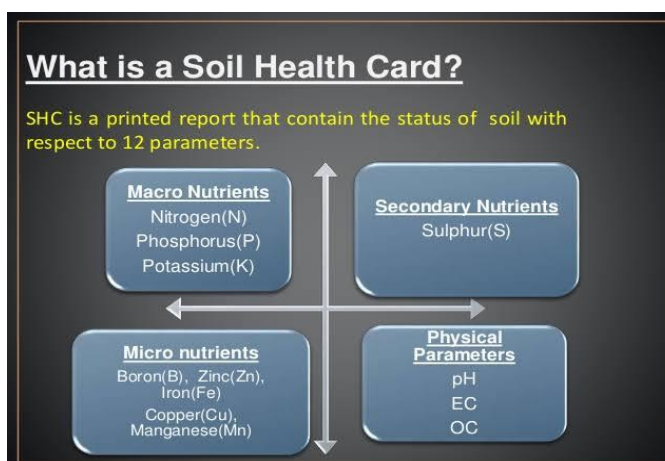 What is a Soil Health Card?
SHC is a printed report that contain the status of soil with
respect to 12 parameters.
Macro Nutrients
Nitrogen(N)
Phosphorus(P)
Potassium(K)
Secondary Nutrients
Sulphur(S)
Micro nutrients
Boron(B), Zinc(Zn),
Iron(Fe)
Copper(Cu),
Manganese(Mn)
Physical
Parameters
pH
EC
OC